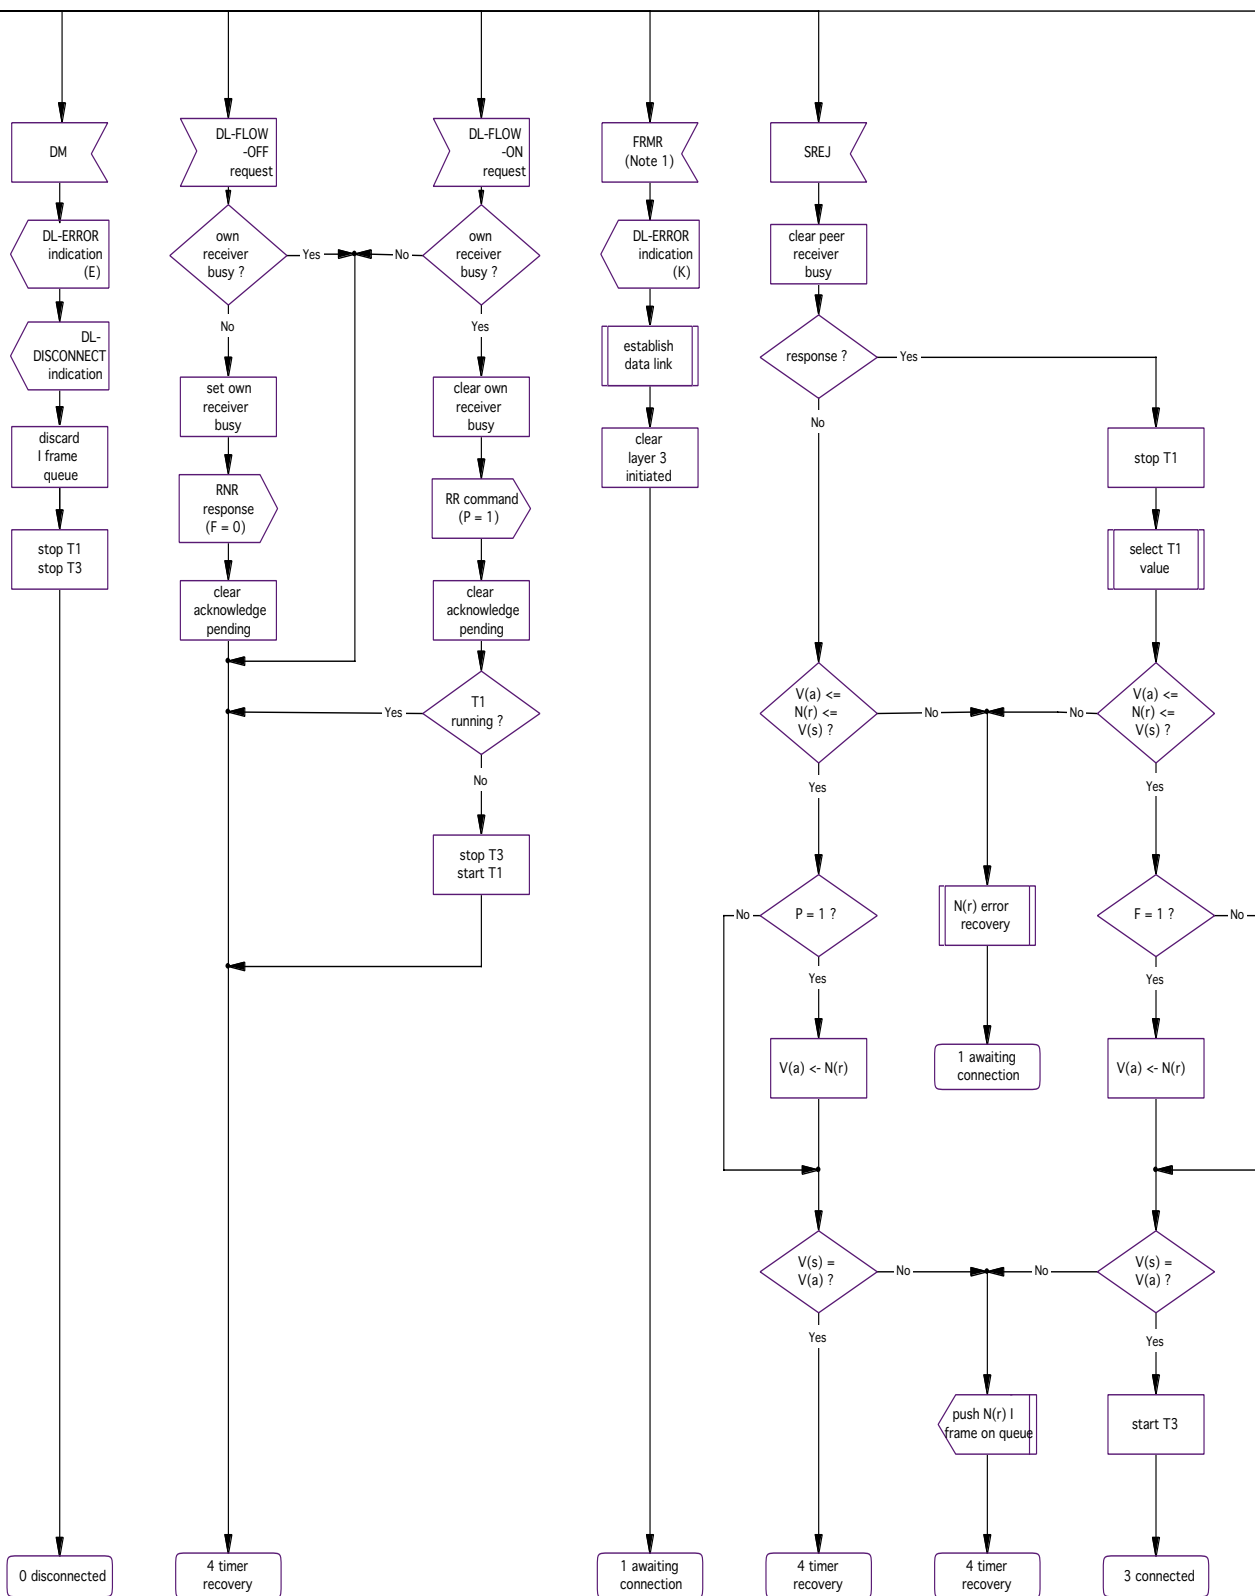 DM
DL-ERROR
indication
(E)
DL-
DISCONNECT
indication
discard
I frame
queue
stop T1
stop T3
0 disconnected
DL-FLOW
-OFF
request
own
receiver
busy ?
Yes
No
set own
receiver
busy
RNR
response
(F = 0)
clear
acknowledge
pending
4 timer
recovery
DL-FLOW
-ON
request
own
receiver
busy ?
No
Yes
clear own
receiver
busy
RR command
(P = 1)
clear
acknowledge
pending
T1
running ?
Yes
No
stop T3
start T1
FRMR
(Note 1)
DL-ERROR
indication
(K)
establish
data link
clear
layer 3
initiated
1 awaiting
connection
SREJ
clear peer
receiver
busy
response ?
Yes
No
V(a) <=
N(r) <=
V(s) ?
No
Yes
P = 1 ?
No
Yes
V(a) <- N(r)
V(s) =
V(a) ?
No
Yes
4 timer
recovery
N(r) error
recovery
1 awaiting
connection
push N(r) I
frame on queue
4 timer
recovery
stop T1
select T1
value
V(a) <=
N(r) <=
V(s) ?
No
Yes
F = 1 ?
No
Yes
V(a) <- N(r)
V(s) =
V(a) ?
No
Yes
start T3
3 connected